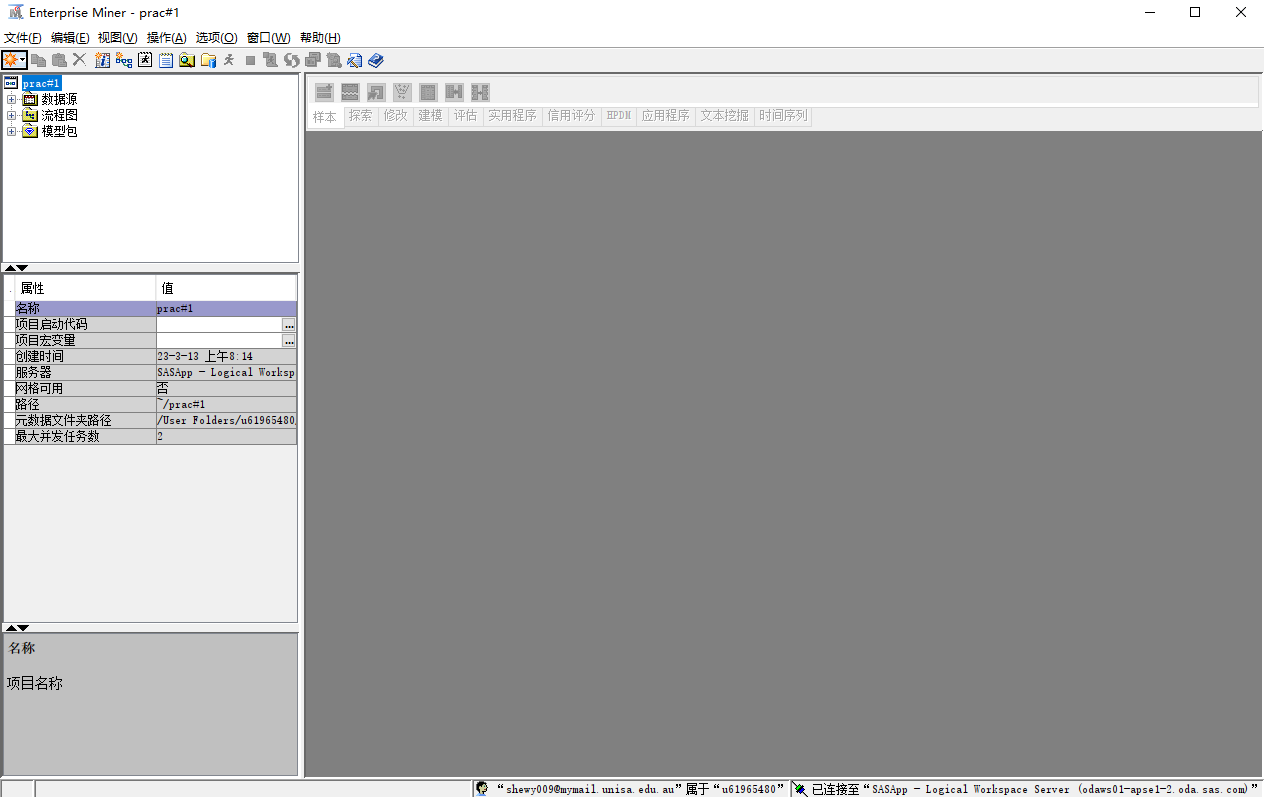 Enterprise Miner - prac#1
文件(F) 编辑(E) 视图(V) 操作(A) 选项(O) 窗口(W) 帮助(H)
prac#1
数据源
流程图
模型包
样本 探索 修改 建模 评估 实用程序 信用评分 HPDM 应用程序 文本挖掘 时间序列
属性 值
名称 prac#1
项目启动代码 ...
项目宏变量 ...
创建时间 23-3-13 上午8:14
服务器 SASApp - Logical Worksp
网格可用 否
路径 ~/prac#1
元数据文件夹路径 /User Folders/u61965480/
最大并发任务数 2
名称
项目名称
“shewy009@mymail.unisa.edu.au”属于“u61965480” 已连接至“SASApp - Logical Workspace Server (odaws01-apse1-2.oda.sas.com)”